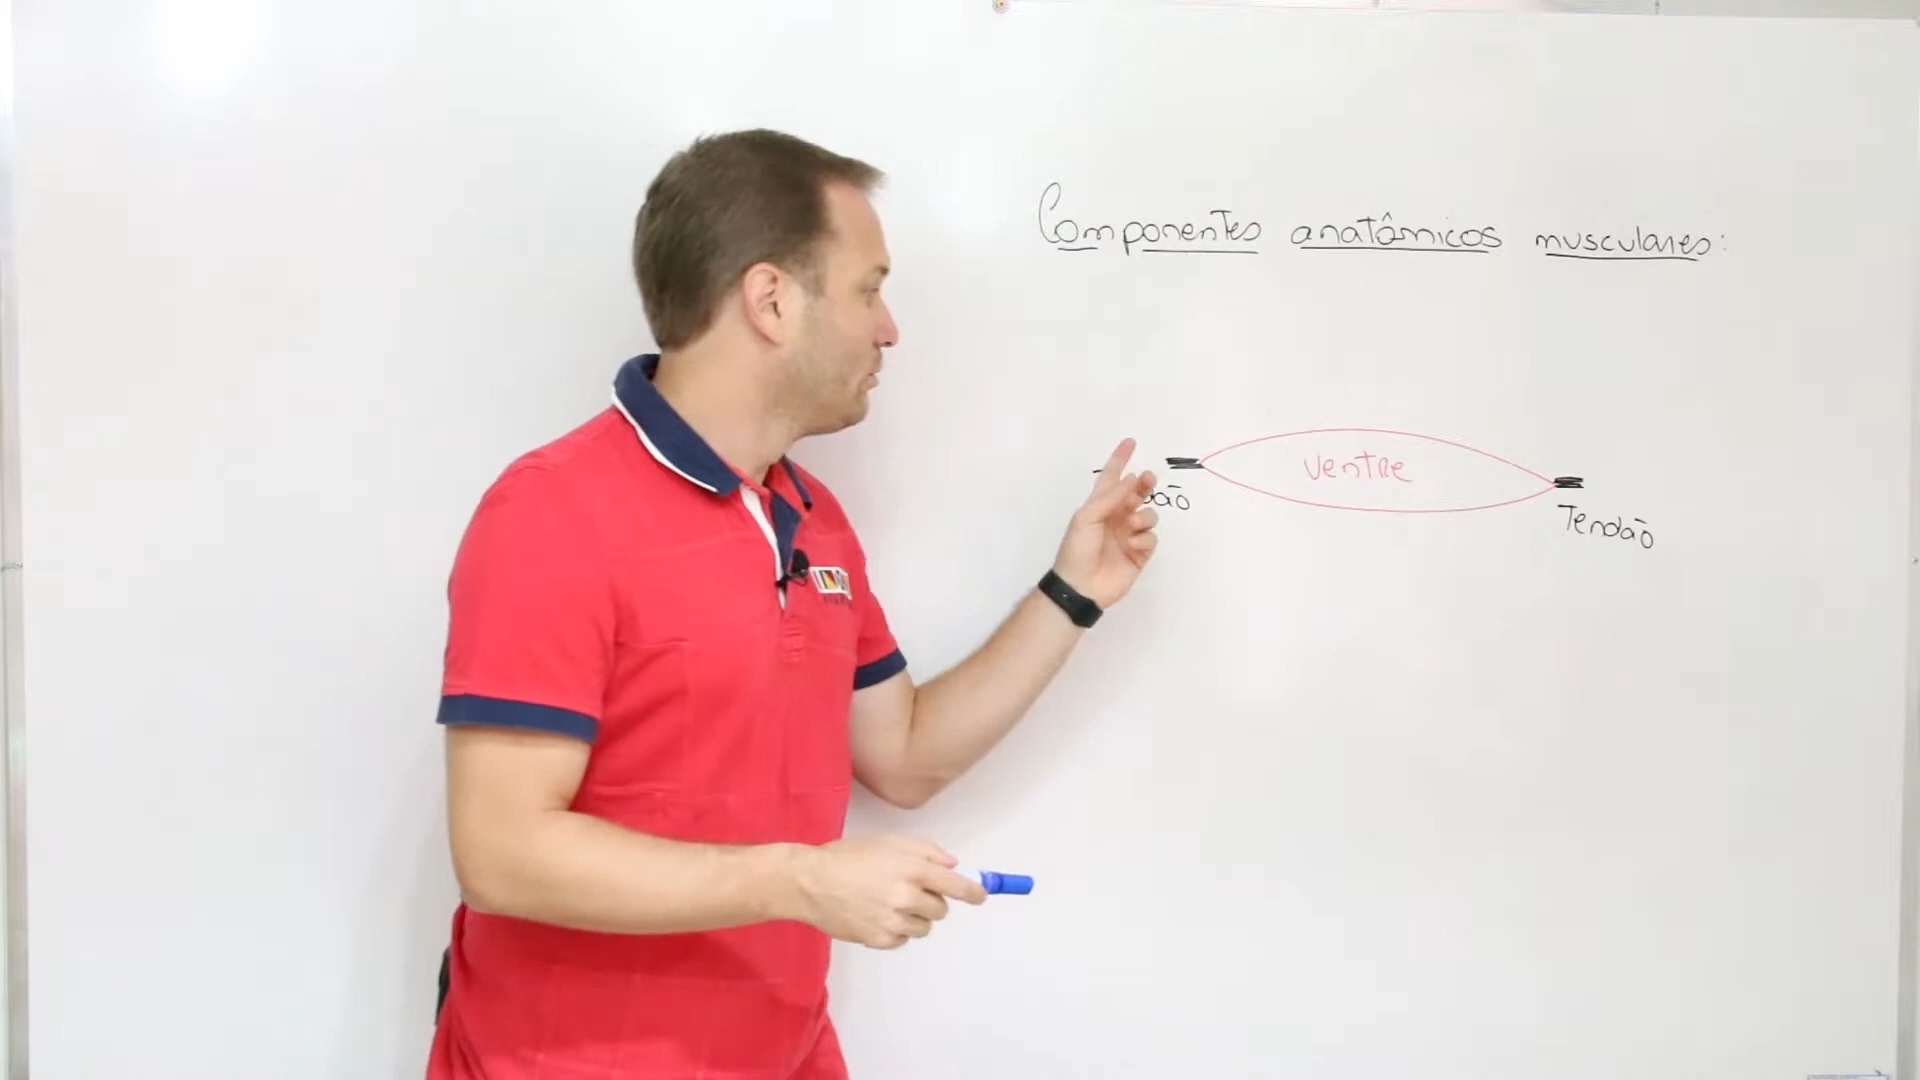 Componentes anatômicos musculares:
ventre
Tendão